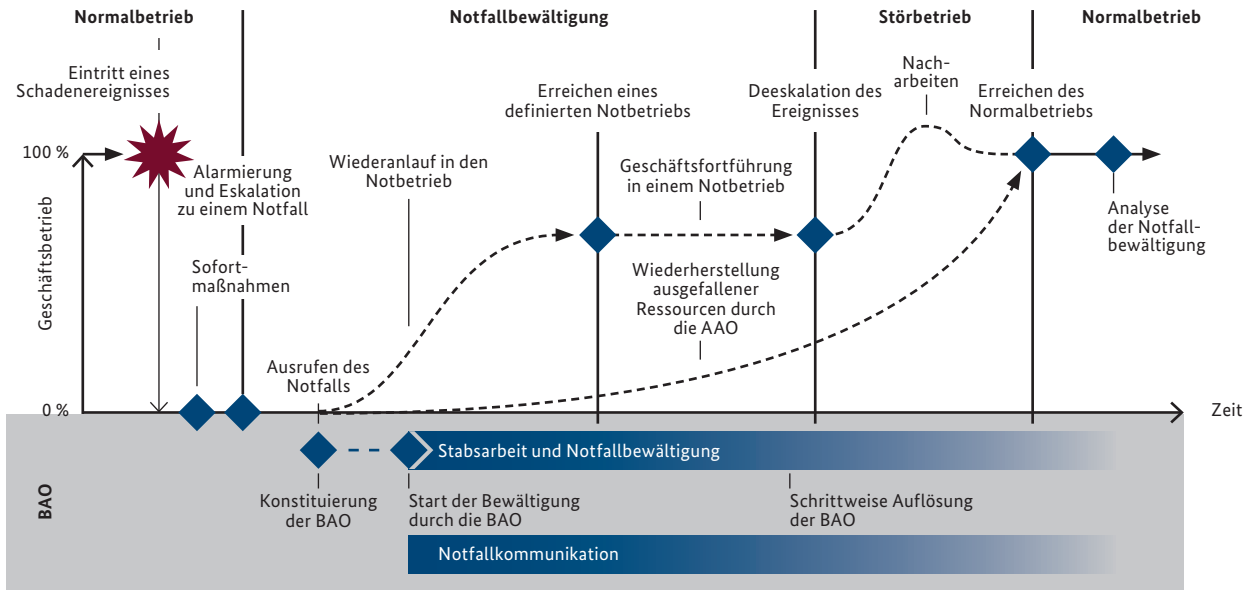 Normalbetrieb
Notfallbewältigung
Störbetrieb
Normalbetrieb
Eintritt eines
Schadenereignisses
Nach-
arbeiten
Erreichen eines
definierten Notbetriebs
Deeskalation des
Ereignisses
Erreichen des
Normalbetriebs
100 %
Alarmierung
und Eskalation
zu einem Notfall
Wiederanlauf in den
Notbetrieb
Geschäftsfortführung
in einem Notbetrieb
Analyse
der Notfall-
bewältigung
Geschäftsbetrieb
Sofort-
maßnahmen
Wiederherstellung
ausgefallener
Ressourcen durch
die AAO
Ausrufen des
Notfalls
0 %
Zeit
BAO
Stabsarbeit und Notfallbewältigung
Konstituierung
der BAO
Start der Bewältigung
durch die BAO
Schrittweise Auflösung
der BAO
Notfallkommunikation